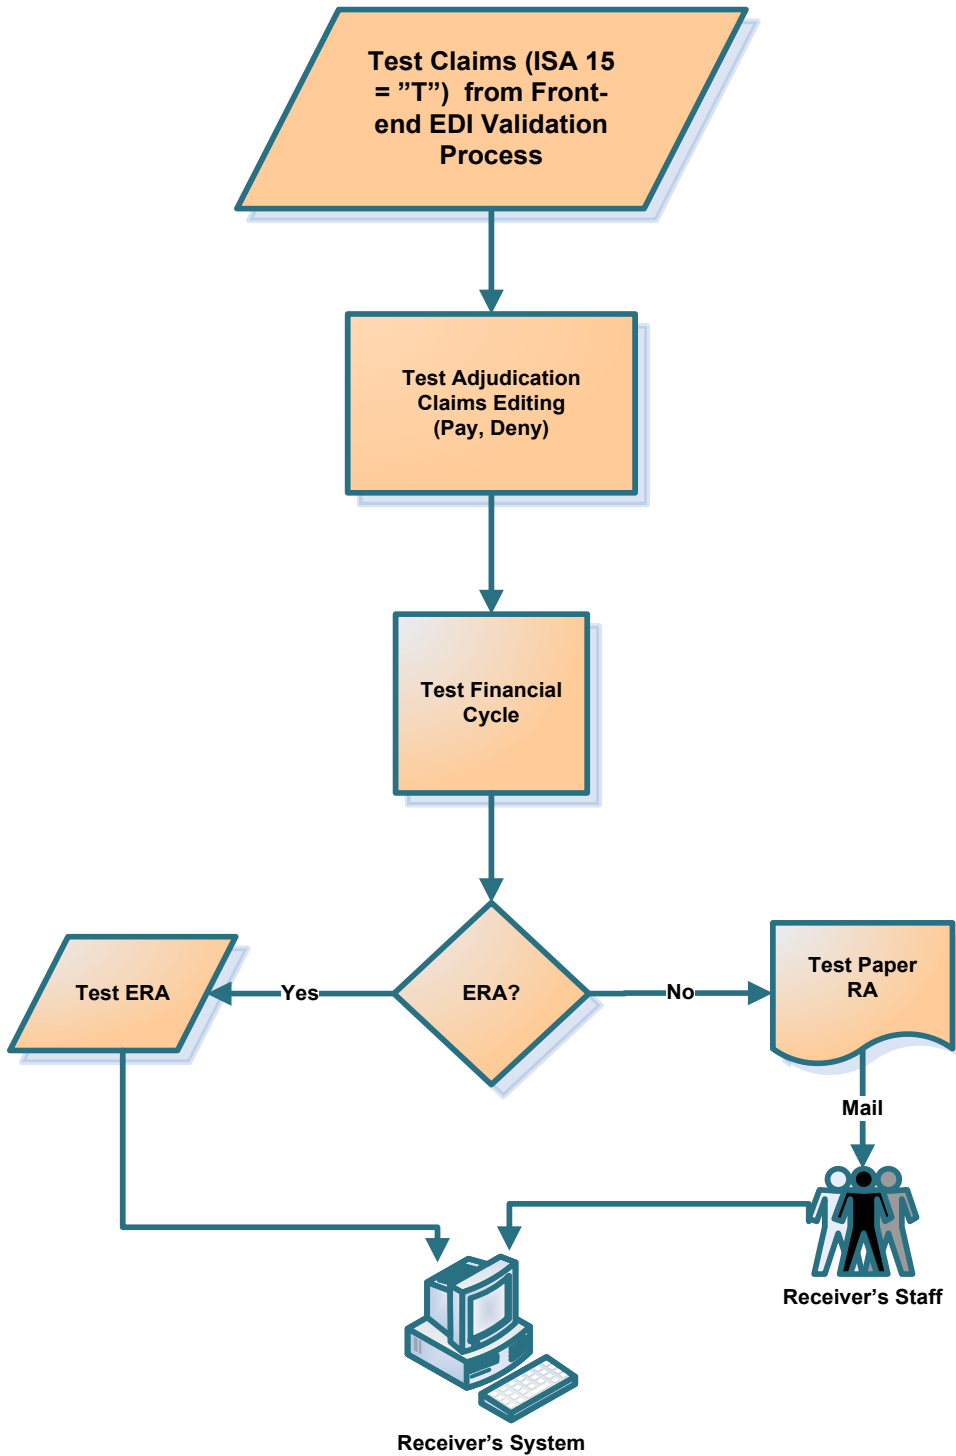 Test Claims (ISA 15
= ”T”)  from Front-
end EDI Validation
Process
Test Adjudication
Claims Editing
(Pay, Deny)
Test Financial
Cycle
Test ERA
Yes
ERA?
No
Test Paper
RA
Mail
Receiver’s Staff
Receiver’s System